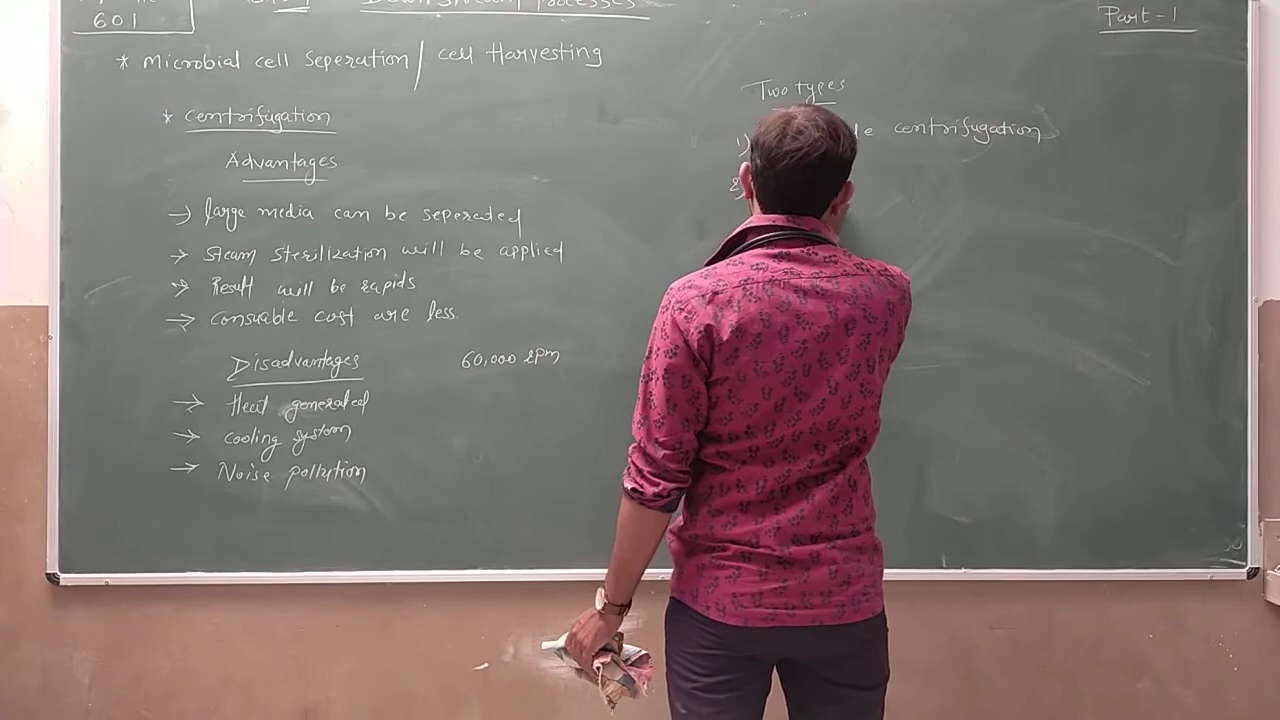 601
Downstream Processes
Part-1
* Microbial cell Seperation / cell Harvesting
* Centrifugation
Advantages
→ large media can be seperated
→ Steam Sterilization will be applied
→ Result will be rapids
→ Consuable cost are less.
Disadvantages
60,000 rpm
→ Heat generated
→ Cooling system
→ Noise pollution
Two types
1) centrifugation
2)